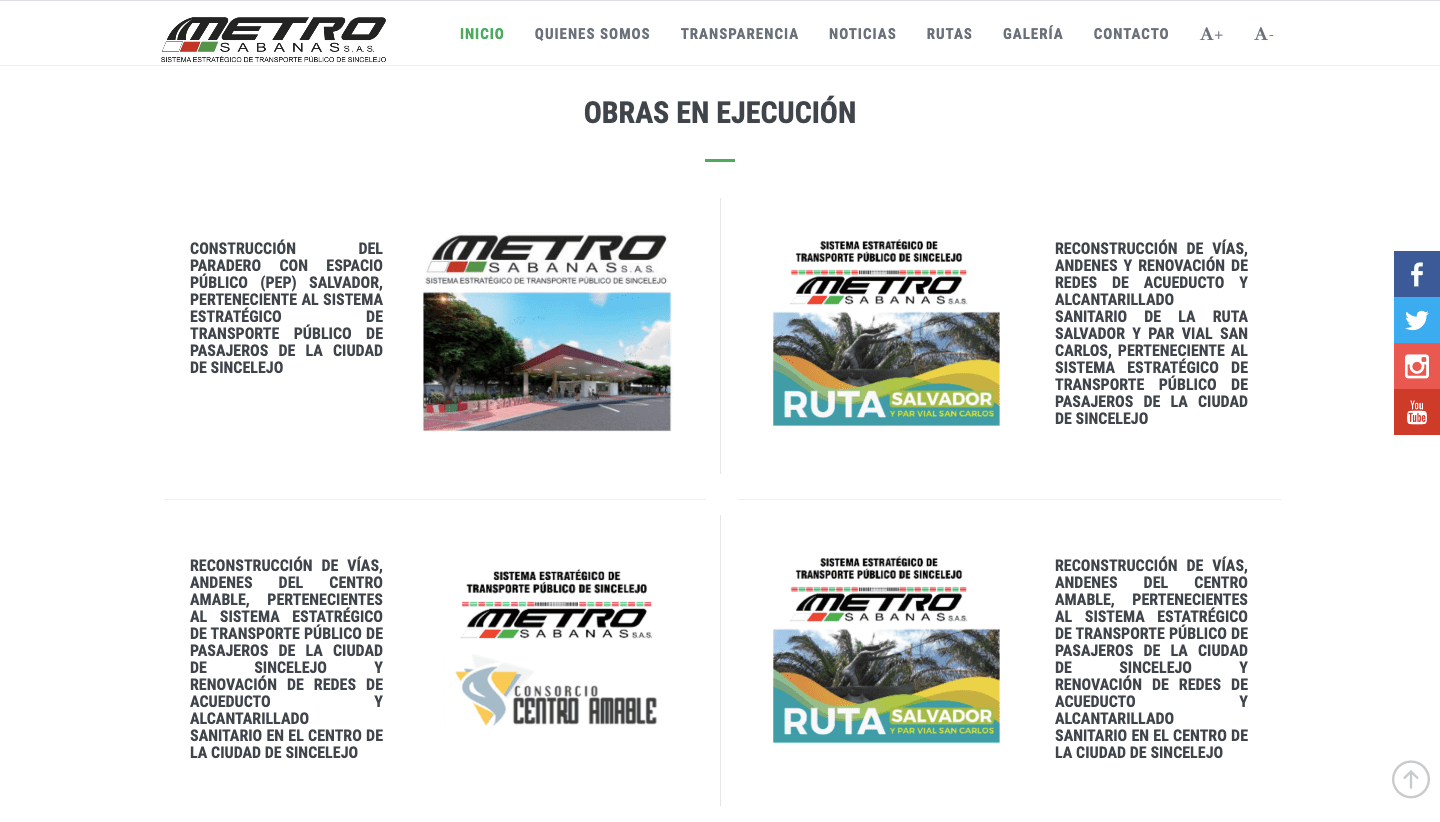 METRO
SABANAS S.A.S.
SISTEMA ESTRATÉGICO DE TRANSPORTE PÚBLICO DE SINCELEJO
INICIO QUIENES SOMOS TRANSPARENCIA NOTICIAS RUTAS GALERÍA CONTACTO A+ A-
OBRAS EN EJECUCIÓN
CONSTRUCCIÓN DEL
PARADERO CON ESPACIO
PÚBLICO (PEP) SALVADOR,
PERTENECIENTE AL SISTEMA
ESTRATÉGICO DE
TRANSPORTE PÚBLICO DE
PASAJEROS DE LA CIUDAD
DE SINCELEJO
METRO
SABANAS S.A.S.
SISTEMA ESTRATÉGICO DE TRANSPORTE PÚBLICO DE SINCELEJO
SISTEMA ESTRATÉGICO DE
TRANSPORTE PÚBLICO DE SINCELEJO
METRO
SABANAS S.A.S.
RUTA SALVADOR
Y PAR VIAL SAN CARLOS
RECONSTRUCCIÓN DE VÍAS,
ANDENES Y RENOVACIÓN DE
REDES DE ACUEDUCTO Y
ALCANTARILLADO
SANITARIO DE LA RUTA
SALVADOR Y PAR VIAL SAN
CARLOS, PERTENECIENTE AL
SISTEMA ESTRATÉGICO DE
TRANSPORTE PÚBLICO DE
PASAJEROS DE LA CIUDAD
DE SINCELEJO
You
Tube
RECONSTRUCCIÓN DE VÍAS,
ANDENES DEL CENTRO
AMABLE, PERTENECIENTES
AL SISTEMA ESTATRÉGICO
DE TRANSPORTE PÚBLICO DE
PASAJEROS DE LA CIUDAD
DE SINCELEJO Y
RENOVACIÓN DE REDES DE
ACUEDUCTO Y
ALCANTARILLADO
SANITARIO EN EL CENTRO DE
LA CIUDAD DE SINCELEJO
SISTEMA ESTRATÉGICO DE
TRANSPORTE PÚBLICO DE SINCELEJO
METRO
SABANAS S.A.S.
CONSORCIO
CENTRO AMABLE
SISTEMA ESTRATÉGICO DE
TRANSPORTE PÚBLICO DE SINCELEJO
METRO
SABANAS S.A.S.
RUTA SALVADOR
Y PAR VIAL SAN CARLOS
RECONSTRUCCIÓN DE VÍAS,
ANDENES DEL CENTRO
AMABLE, PERTENECIENTES
AL SISTEMA ESTATRÉGICO
DE TRANSPORTE PÚBLICO DE
PASAJEROS DE LA CIUDAD
DE SINCELEJO Y
RENOVACIÓN DE REDES DE
ACUEDUCTO Y
ALCANTARILLADO
SANITARIO EN EL CENTRO DE
LA CIUDAD DE SINCELEJO